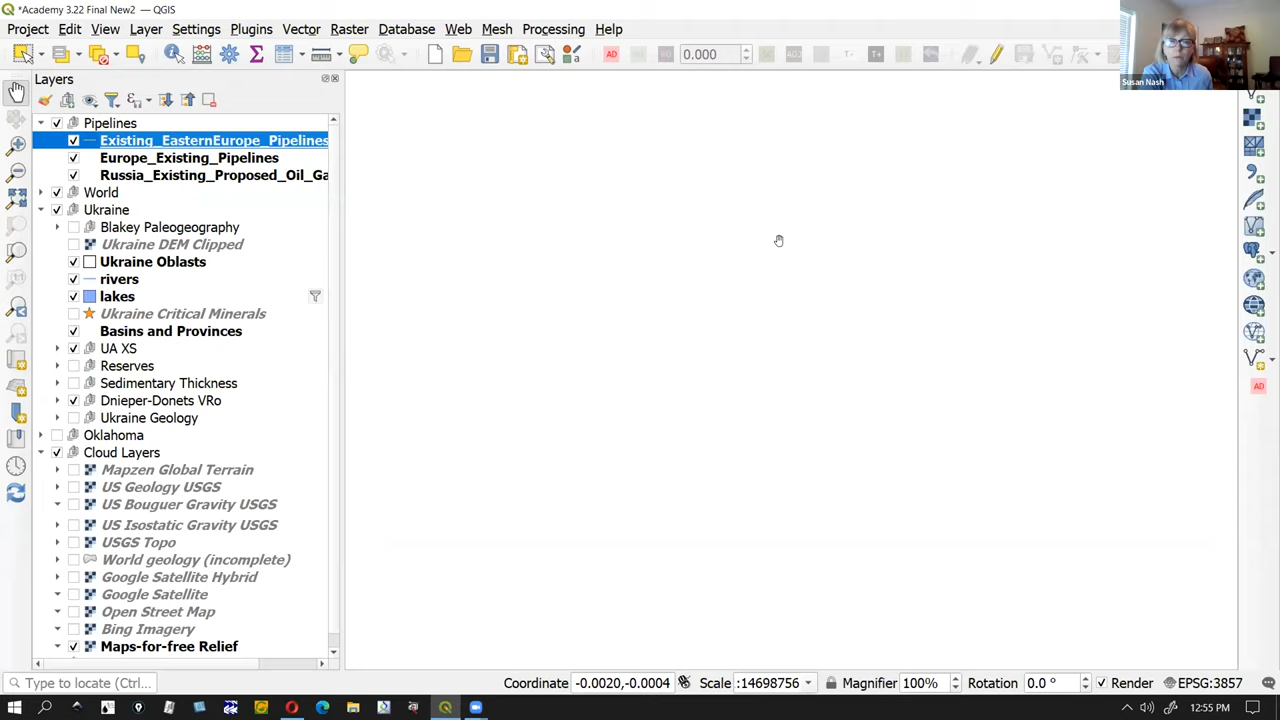 *Academy 3.22 Final New2 — QGIS
Project Edit View Layer Settings Plugins Vector Raster Database Web Mesh Processing Help
AD 0.000
Susan Nash
Layers
Pipelines
Existing_EasternEurope_Pipelines
Europe_Existing_Pipelines
Russia_Existing_Proposed_Oil_Ga
World
Ukraine
Blakey Paleogeography
Ukraine DEM Clipped
Ukraine Oblasts
rivers
lakes
Ukraine Critical Minerals
Basins and Provinces
UA XS
Reserves
Sedimentary Thickness
Dnieper-Donets VRo
Ukraine Geology
Oklahoma
Cloud Layers
Mapzen Global Terrain
US Geology USGS
US Bouguer Gravity USGS
US Isostatic Gravity USGS
USGS Topo
World geology (incomplete)
Google Satellite Hybrid
Google Satellite
Open Street Map
Bing Imagery
Maps-for-free Relief
AD
Type to locate (Ctrl... Coordinate -0.0020,-0.0004 Scale :14698756 Magnifier 100% Rotation 0.0 ° Render EPSG:3857
12:55 PM